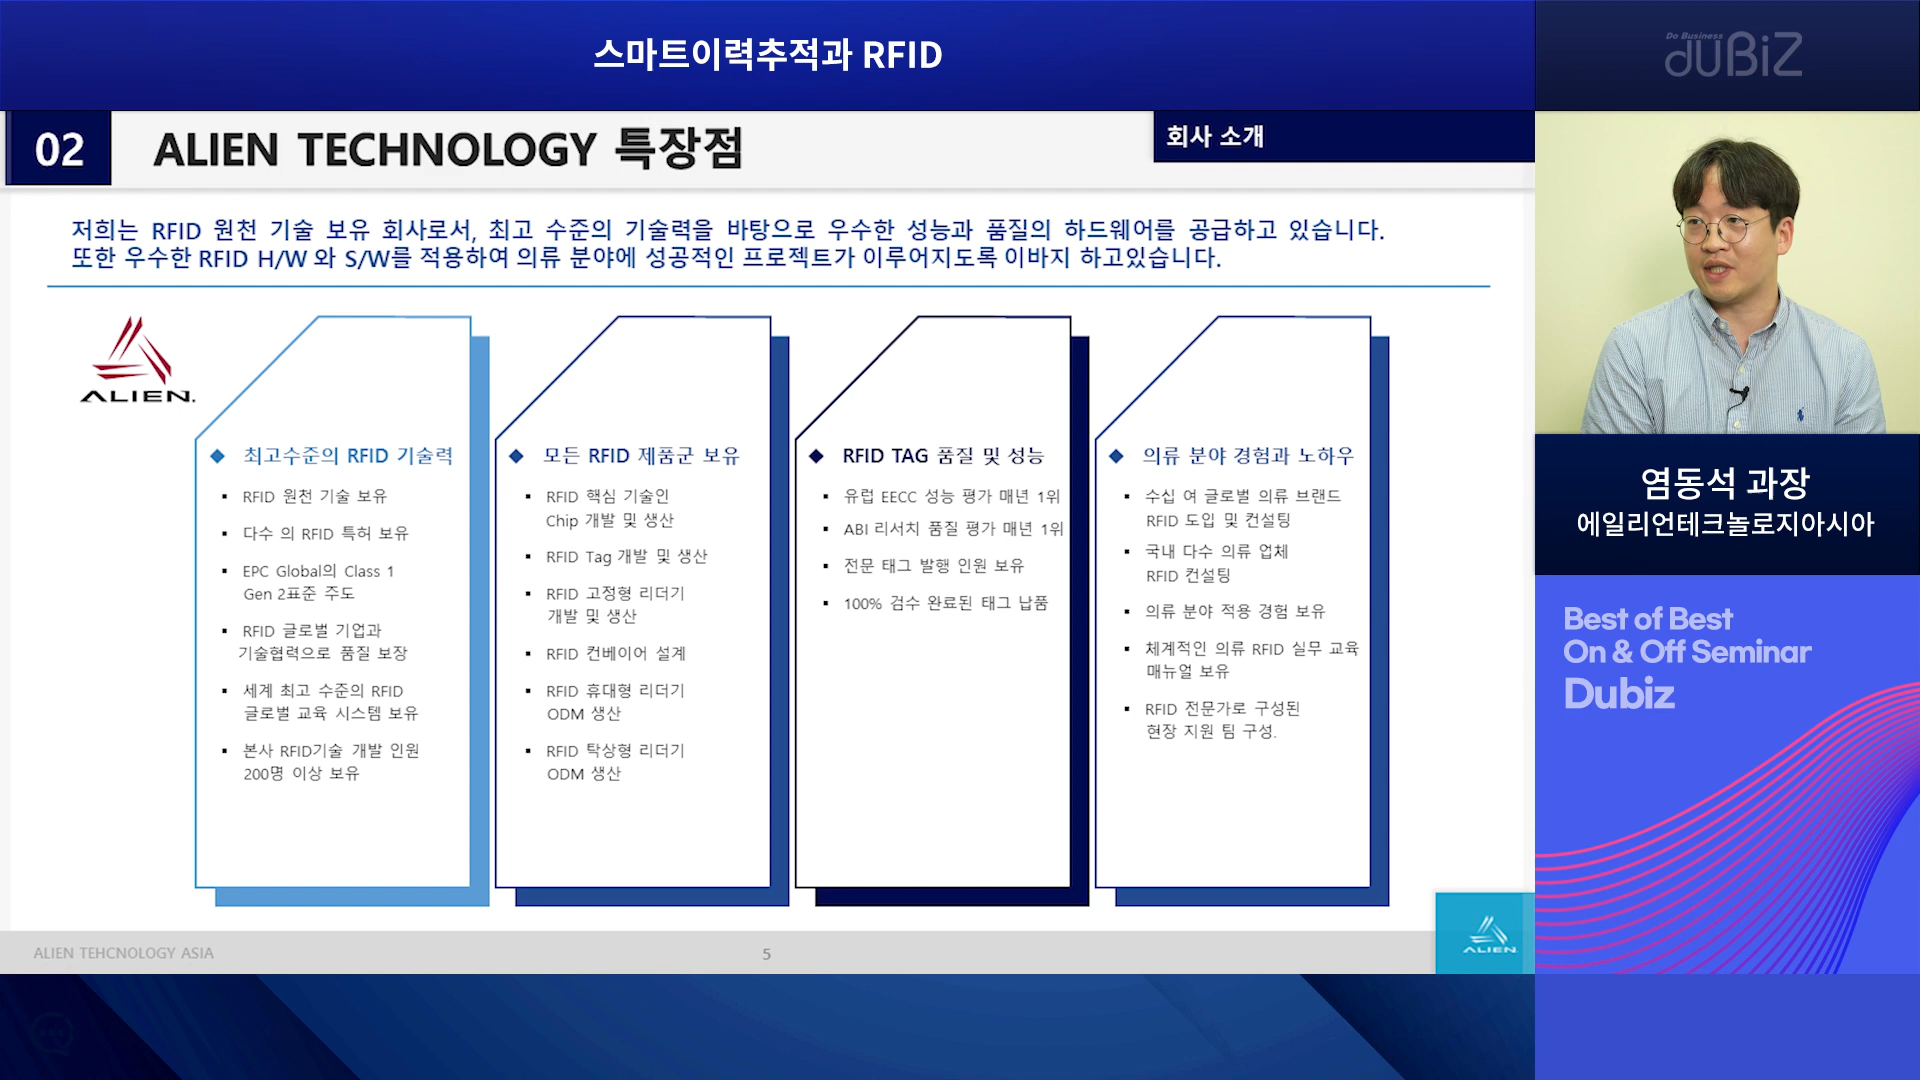 스마트이력추적과 RFID
Do Business
duBiZ
02
ALIEN TECHNOLOGY 특장점
회사 소개
저희는 RFID 원천 기술 보유 회사로서, 최고 수준의 기술력을 바탕으로 우수한 성능과 품질의 하드웨어를 공급하고 있습니다.
또한 우수한 RFID H/W 와 S/W를 적용하여 의류 분야에 성공적인 프로젝트가 이루어지도록 이바지 하고있습니다.
ALIEN.
◆ 최고수준의 RFID 기술력
▪ RFID 원천 기술 보유
▪ 다수 의 RFID 특허 보유
▪ EPC Global의 Class 1
Gen 2표준 주도
▪ RFID 글로벌 기업과
기술협력으로 품질 보장
▪ 세계 최고 수준의 RFID
글로벌 교육 시스템 보유
▪ 본사 RFID기술 개발 인원
200명 이상 보유
◆ 모든 RFID 제품군 보유
▪ RFID 핵심 기술인
Chip 개발 및 생산
▪ RFID Tag 개발 및 생산
▪ RFID 고정형 리더기
개발 및 생산
▪ RFID 컨베이어 설계
▪ RFID 휴대형 리더기
ODM 생산
▪ RFID 탁상형 리더기
ODM 생산
◆ RFID TAG 품질 및 성능
▪ 유럽 EECC 성능 평가 매년 1위
▪ ABI 리서치 품질 평가 매년 1위
▪ 전문 태그 발행 인원 보유
▪ 100% 검수 완료된 태그 납품
◆ 의류 분야 경험과 노하우
▪ 수십 여 글로벌 의류 브랜드
RFID 도입 및 컨설팅
▪ 국내 다수 의류 업체
RFID 컨설팅
▪ 의류 분야 적용 경험 보유
▪ 체계적인 의류 RFID 실무 교육
매뉴얼 보유
▪ RFID 전문가로 구성된
현장 지원 팀 구성.
염동석 과장
에일리언테크놀로지아시아
Best of Best
On & Off Seminar
Dubiz
ALIEN TEHCNOLOGY ASIA
5
ALIEN.